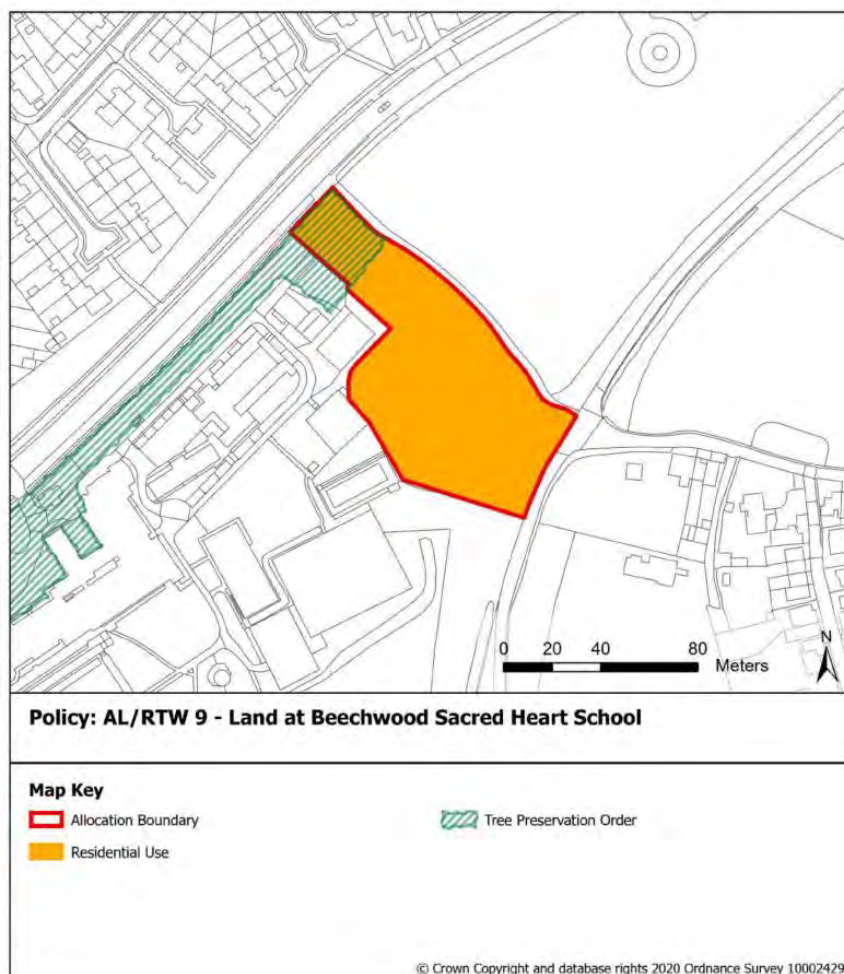 0 20 40 80
Meters
N
Policy: AL/RTW 9 - Land at Beechwood Sacred Heart School
Map Key
Allocation Boundary
Tree Preservation Order
Residential Use
© Crown Copyright and database rights 2020 Ordnance Survey 10002429